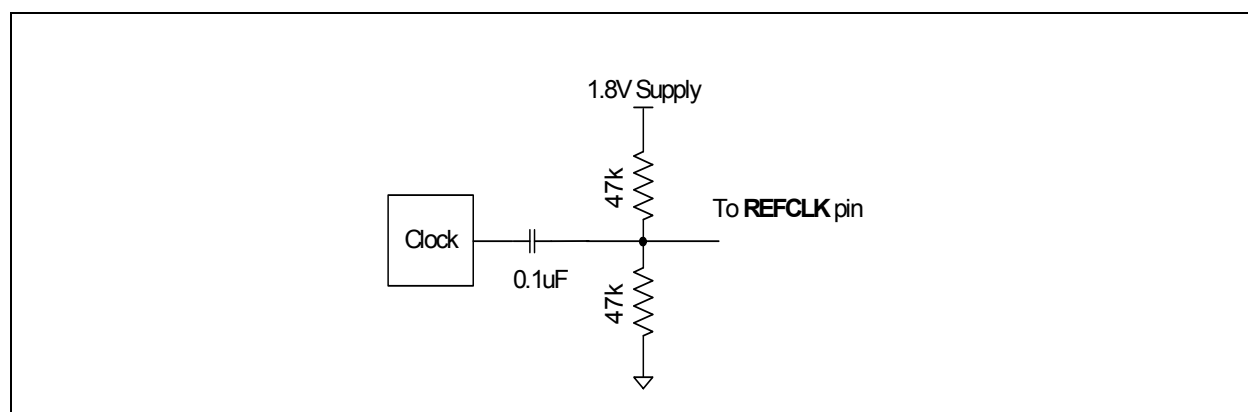 1.8V Supply
47k
To REFCLK pin
Clock
0.1uF
47k